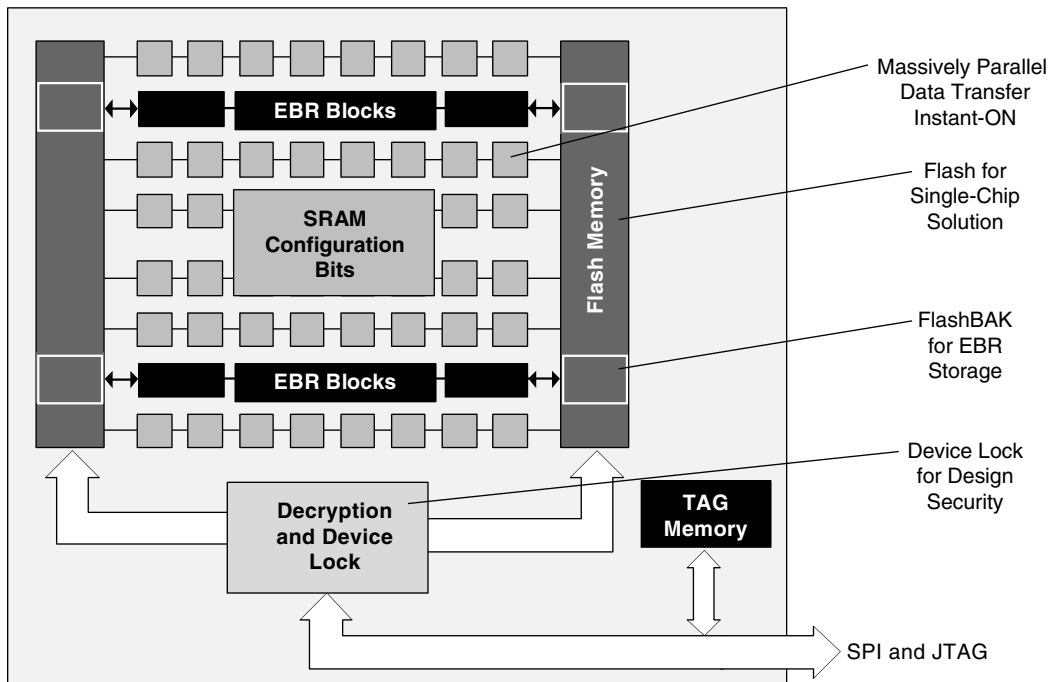 EBR Blocks
SRAM
Configuration
Bits
Flash Memory
EBR Blocks
Decryption
and Device
Lock
TAG
Memory
SPI and JTAG
Massively Parallel
Data Transfer
Instant-ON
Flash for
Single-Chip
Solution
FlashBAK
for EBR
Storage
Device Lock
for Design
Security